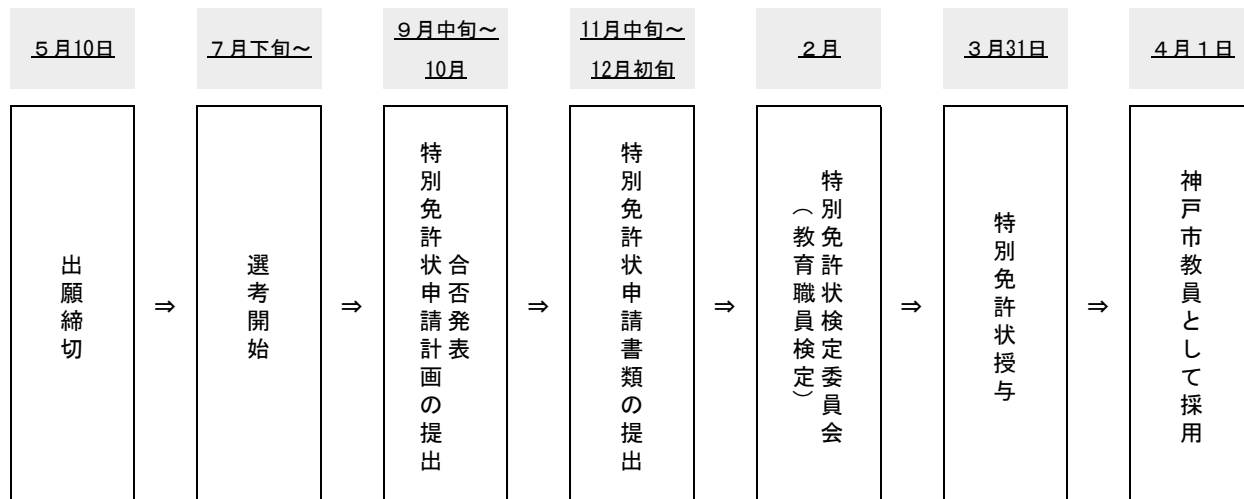 ５月10日
７月下旬～
９月中旬～
10月
11月中旬～
12月初旬
２月
３月31日
４月１日
出願締切
⇒
選考開始
⇒
合否発表
特別免許状申請計画の提出
⇒
特別免許状申請書類の提出
⇒
特別免許状検定委員会
（教育職員検定）
⇒
特別免許状授与
⇒
神戸市教員として採用